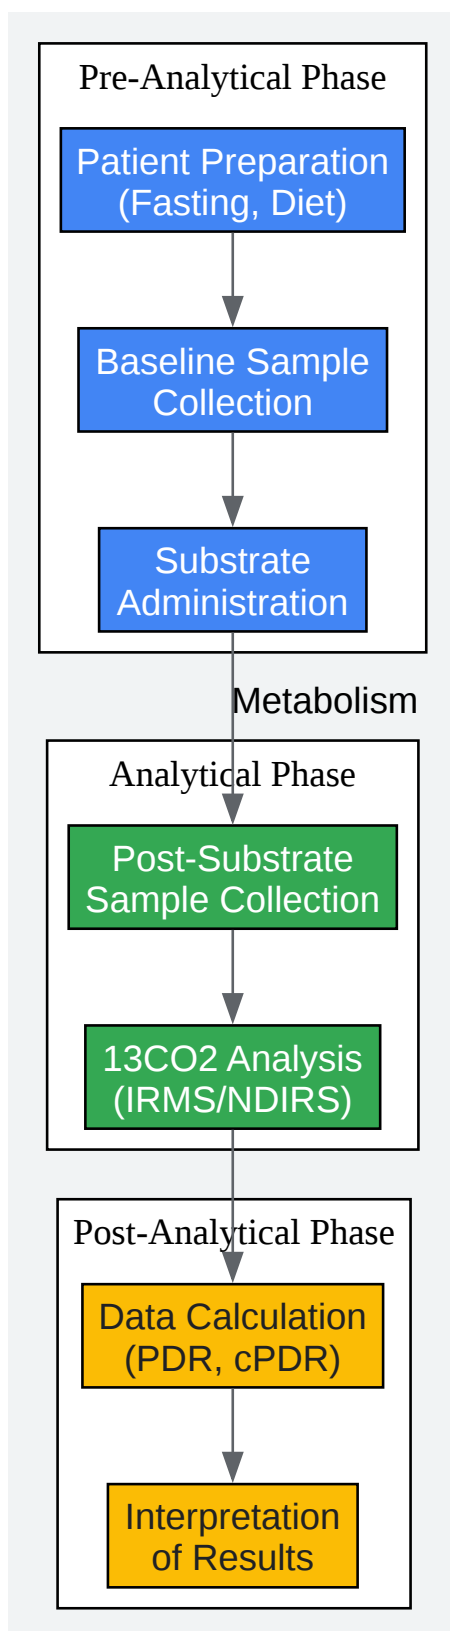 Pre-Analytical Phase
Patient Preparation
(Fasting, Diet)
Baseline Sample
Collection
Substrate
Administration
Metabolism
Analytical Phase
Post-Substrate
Sample Collection
13CO2 Analysis
(IRMS/NDIRS)
Post-Analytical Phase
Data Calculation
(PDR, cPDR)
Interpretation
of Results